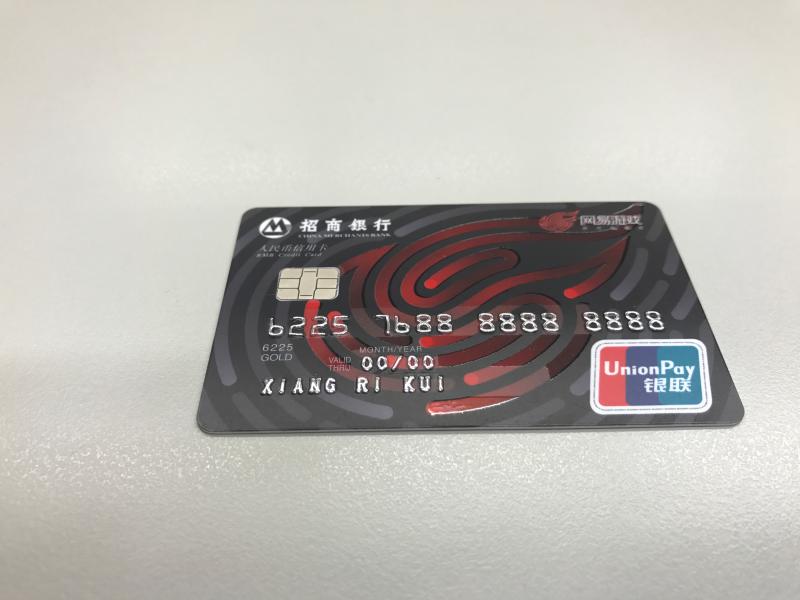 招商银行
CHINA MERCHANTS BANK
人民币信用卡
RMB Credit Card
网易游戏
6225 7688 8888 8888
6225
GOLD
MONTH/YEAR
VALID THRU 00/00
XIANG RI KUI
UnionPay
银联